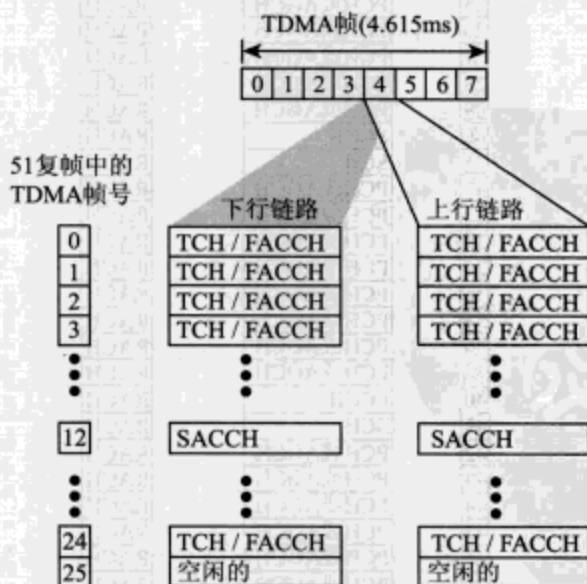 TDMA帧(4.615ms)
0 1 2 3 4 5 6 7
51复帧中的
TDMA帧号
下行链路 上行链路
0 TCH / FACCH TCH / FACCH
1 TCH / FACCH TCH / FACCH
2 TCH / FACCH TCH / FACCH
3 TCH / FACCH TCH / FACCH
12 SACCH SACCH
24 TCH / FACCH TCH / FACCH
25 空闲的 空闲的